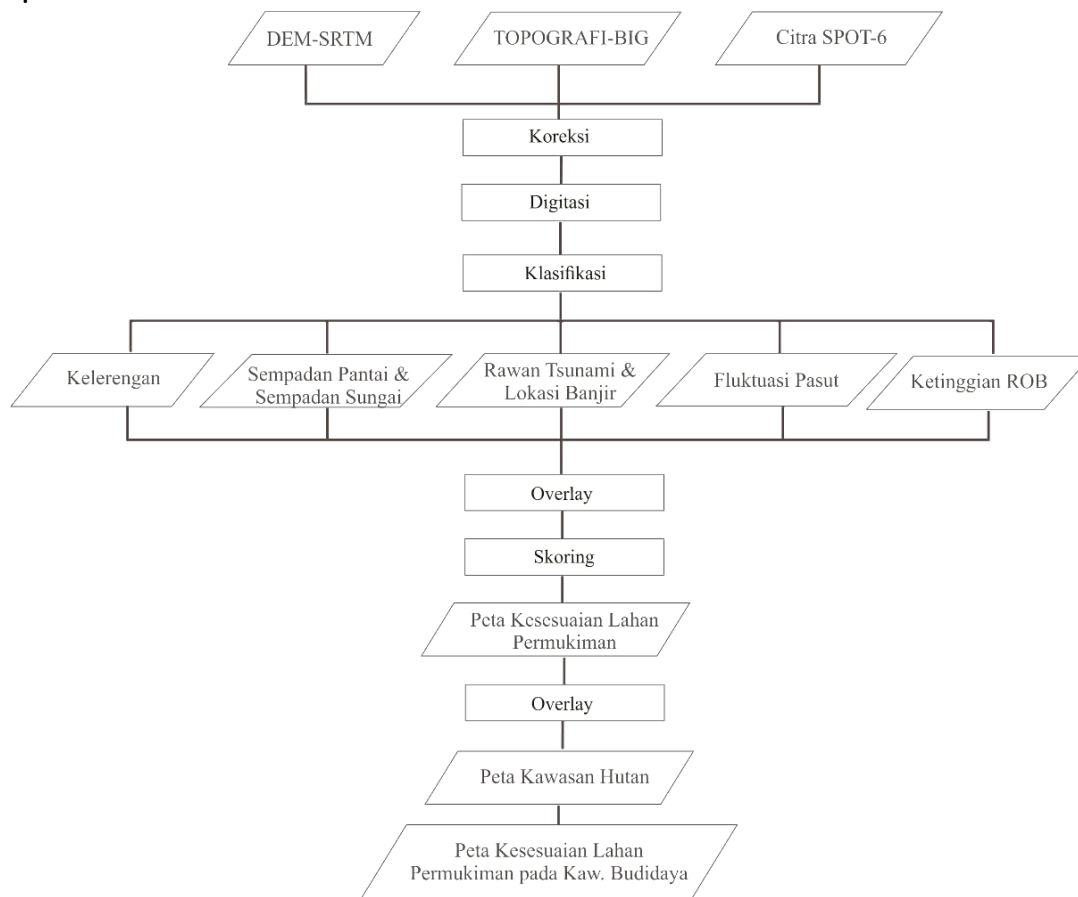 DEM-SRTM
TOPOGRAFI-BIG
Citra SPOT-6
Koreksi
Digitasi
Klasifikasi
Kelerengan
Sempadan Pantai &
Sempadan Sungai
Rawan Tsunami &
Lokasi Banjir
Fluktuasi Pasut
Ketinggian ROB
Overlay
Skoring
Peta Kesesuaian Lahan
Permukiman
Overlay
Peta Kawasan Hutan
Peta Kesesuaian Lahan
Permukiman pada Kaw. Budidaya